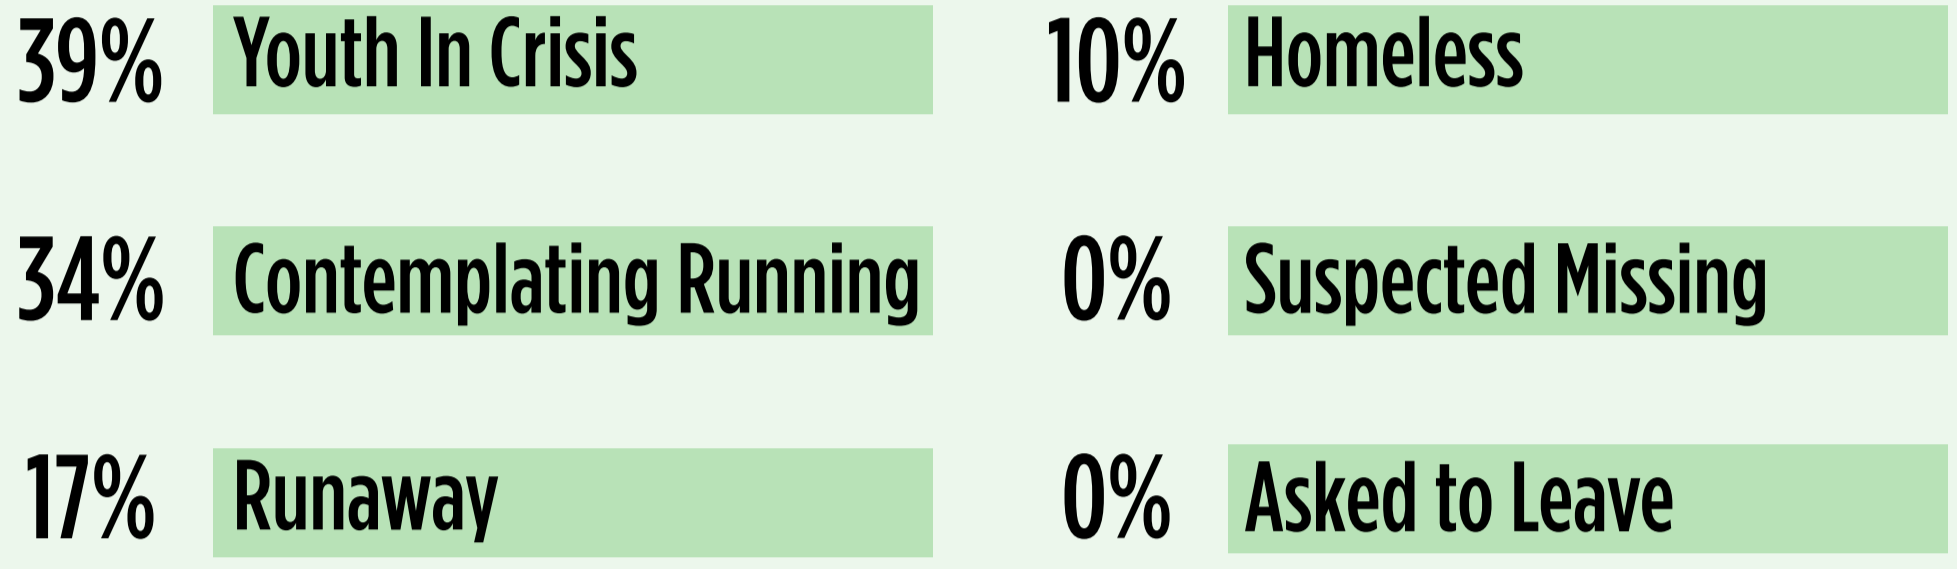 39% Youth In Crisis
34% Contemplating Running
17% Runaway
10% Homeless
0% Suspected Missing
0% Asked to Leave